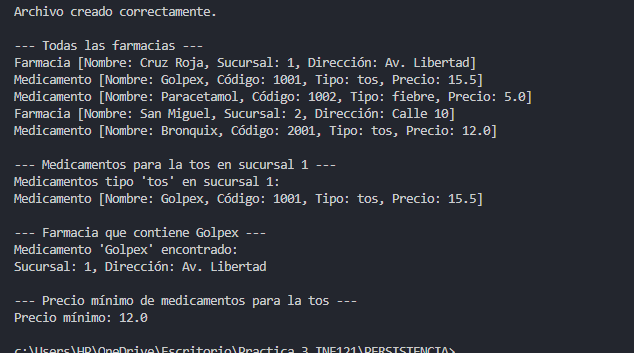 Archivo creado correctamente.
--- Todas las farmacias ---
Farmacia [Nombre: Cruz Roja, Sucursal: 1, Dirección: Av. Libertad]
Medicamento [Nombre: Golpex, Código: 1001, Tipo: tos, Precio: 15.5]
Medicamento [Nombre: Paracetamol, Código: 1002, Tipo: fiebre, Precio: 5.0]
Farmacia [Nombre: San Miguel, Sucursal: 2, Dirección: Calle 10]
Medicamento [Nombre: Bronquix, Código: 2001, Tipo: tos, Precio: 12.0]
--- Medicamentos para la tos en sucursal 1 ---
Medicamentos tipo 'tos' en sucursal 1:
Medicamento [Nombre: Golpex, Código: 1001, Tipo: tos, Precio: 15.5]
--- Farmacia que contiene Golpex ---
Medicamento 'Golpex' encontrado:
Sucursal: 1, Dirección: Av. Libertad
--- Precio mínimo de medicamentos para la tos ---
Precio mínimo: 12.0
c:\Users\HP\OneDrive\Escritorio\Practica 3 INF121\PERSISTENCIA>